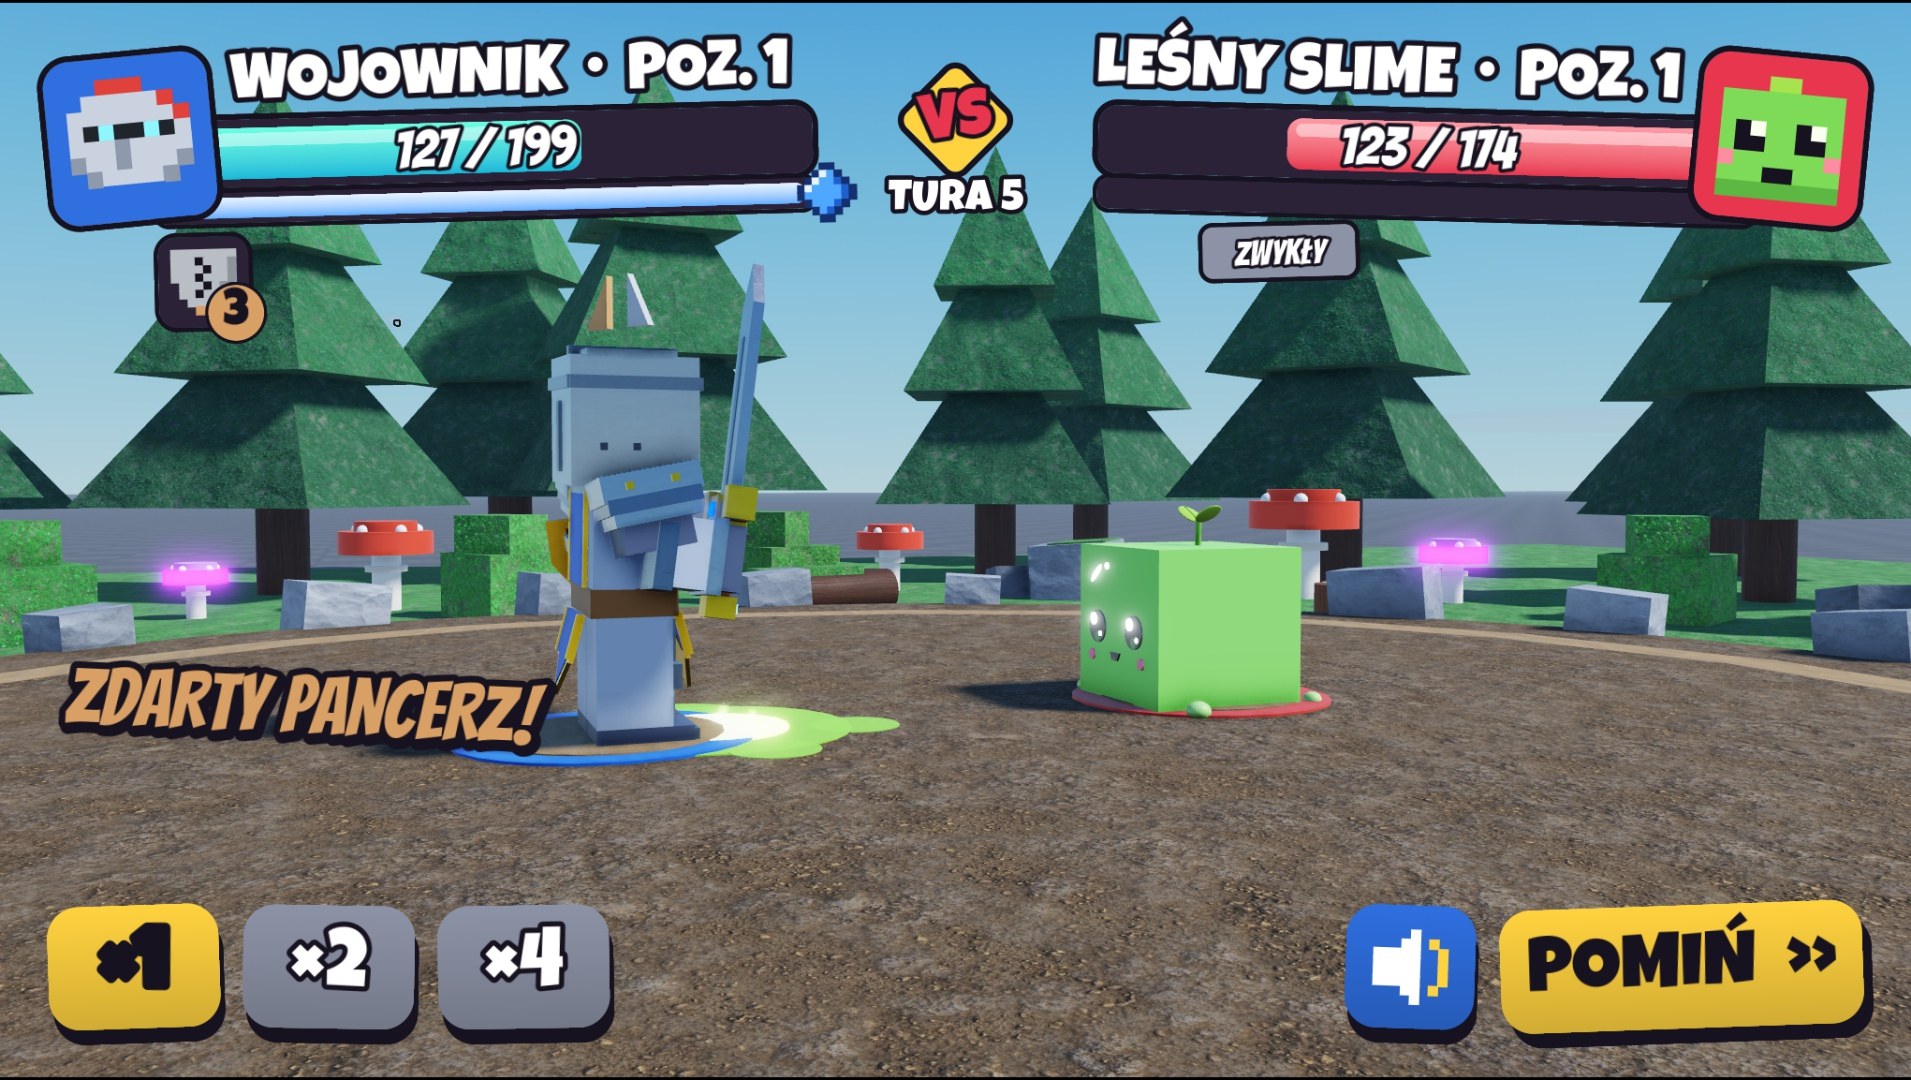 WOJOWNIK • POZ. 1
127 / 199
3
VS
TURA 5
LEŚNY SLIME • POZ. 1
123 / 174
ZWYKŁY
ZDARTY PANCERZ!
×1
×2
×4
POMIŃ »